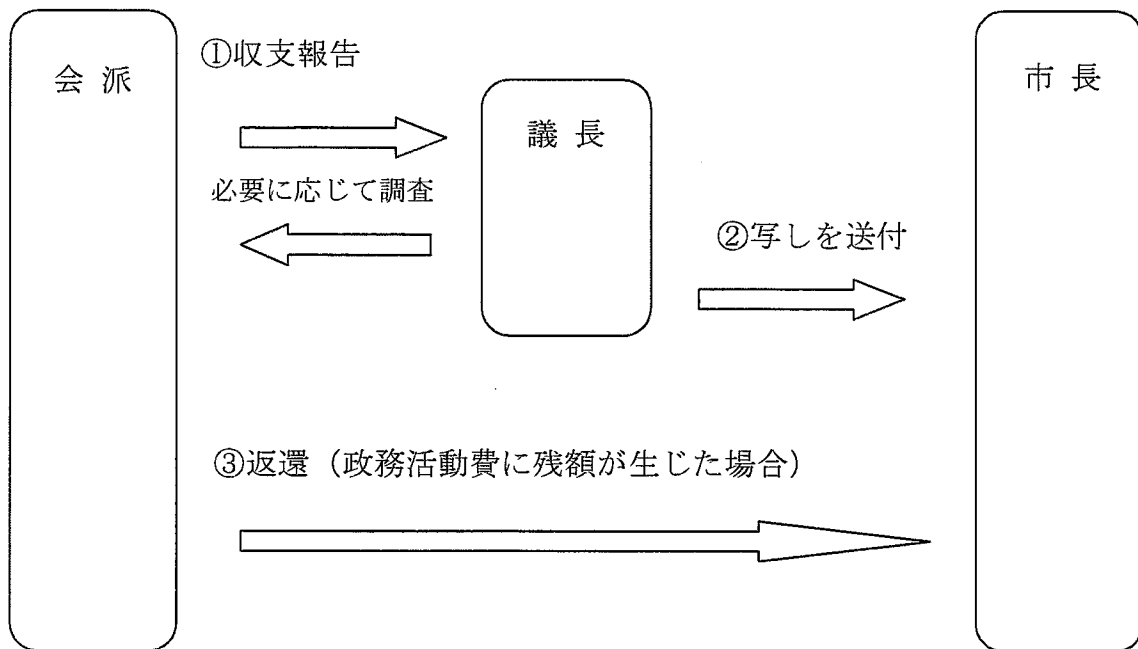 会 派
①収支報告
議 長
市 長
必要に応じて調査
②写しを送付
③返還（政務活動費に残額が生じた場合）